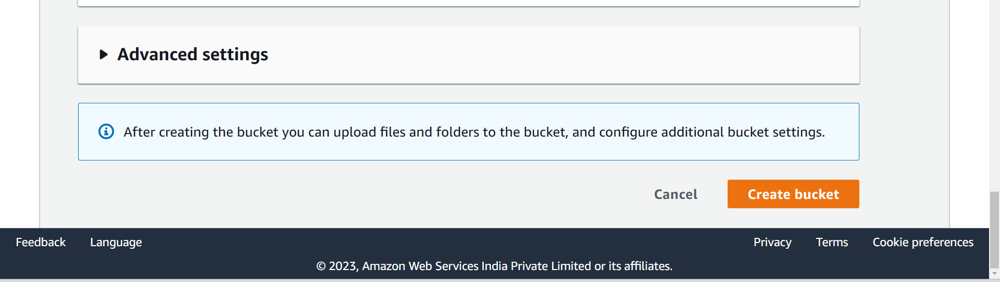 Advanced settings
After creating the bucket you can upload files and folders to the bucket, and configure additional bucket settings.
Cancel
Create bucket
Feedback
Language
Privacy
Terms
Cookie preferences
© 2023, Amazon Web Services India Private Limited or its affiliates.